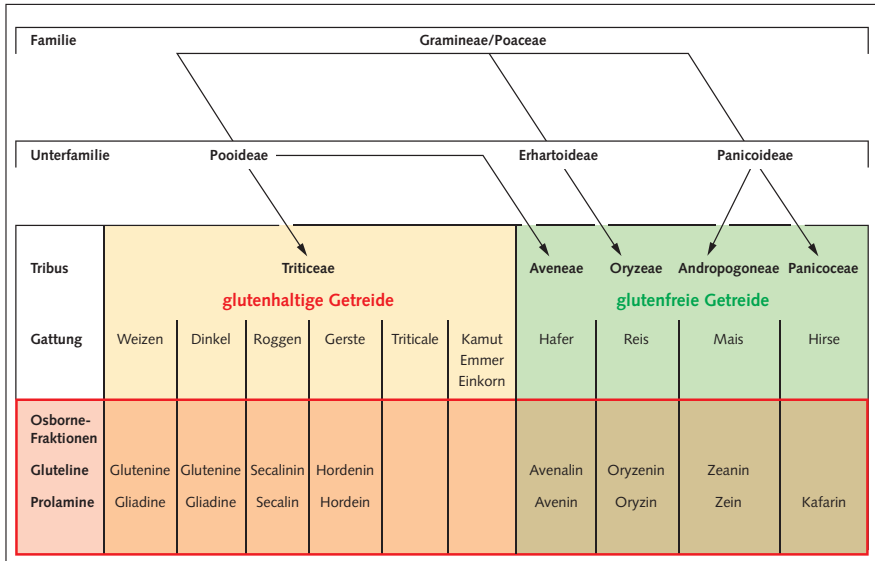 Familie Gramineae/Poaceae
Unterfamilie Pooideae Erhartoideae Panicoideae
Tribus Triticeae Aveneae Oryzeae Andropogoneae Panicoceae
glutenhaltige Getreide glutenfreie Getreide
Gattung Weizen Dinkel Roggen Gerste Triticale Kamut Hafer Reis Mais Hirse
Emmer
Einkorn
Osborne-
Fraktionen
Gluteline Glutenine Glutenine Secalinin Hordenin Avenalin Oryzenin Zeanin
Prolamine Gliadine Gliadine Secalin Hordein Avenin Oryzin Zein Kafarin